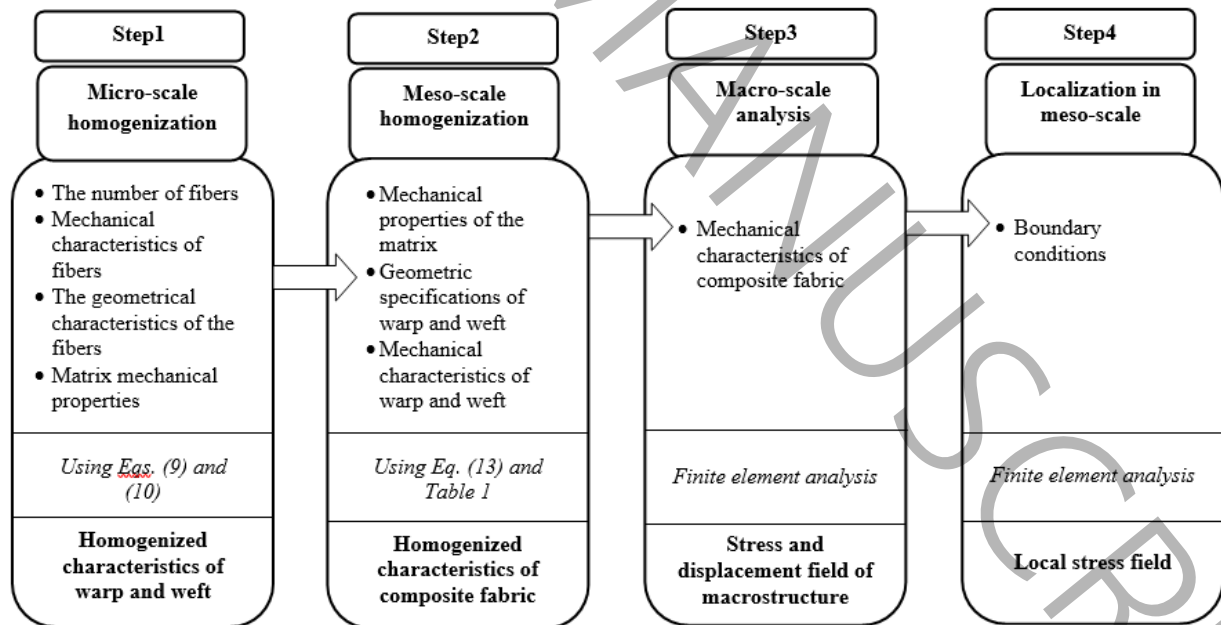 Step1
Micro-scale
homogenization
• The number of fibers
• Mechanical
characteristics of
fibers
• The geometrical
characteristics of the
fibers
• Matrix mechanical
properties
Using Eqs. (9) and
(10)
Homogenized
characteristics of
warp and weft
Step2
Meso-scale
homogenization
• Mechanical
properties of the
matrix
• Geometric
specifications of
warp and weft
• Mechanical
characteristics of
warp and weft
Using Eq. (13) and
Table 1
Homogenized
characteristics of
composite fabric
Step3
Macro-scale
analysis
• Mechanical
characteristics of
composite fabric
Finite element analysis
Stress and
displacement field of
macrostructure
Step4
Localization in
meso-scale
• Boundary
conditions
Finite element analysis
Local stress field
MANUSCR